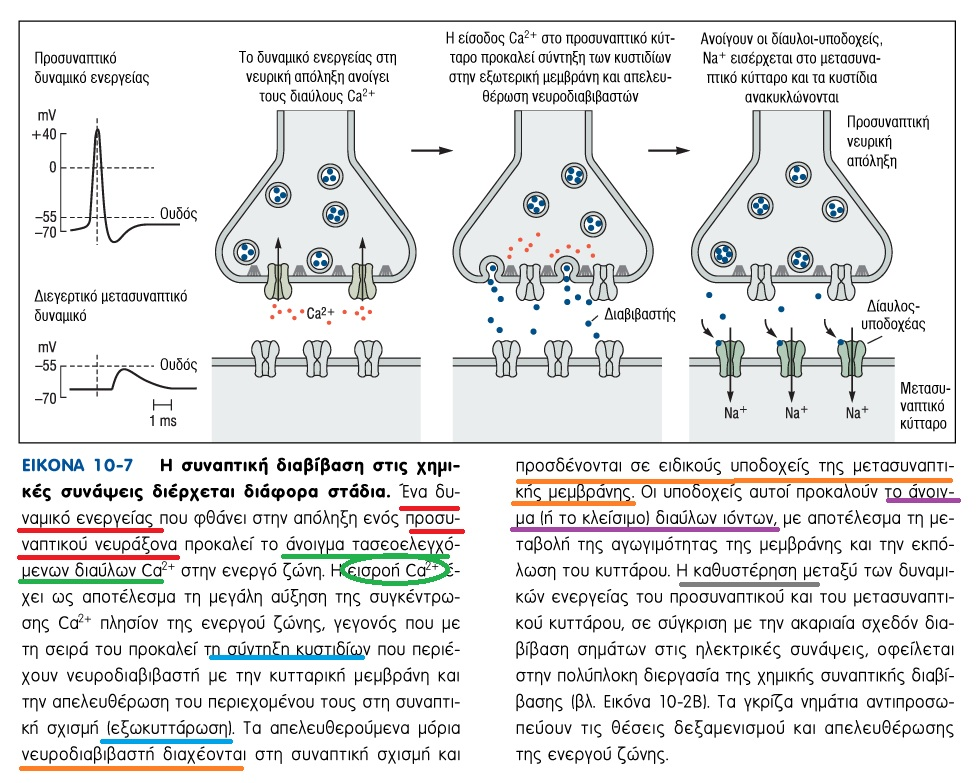 Προσυναπτικό
δυναμικό ενεργείας
mV
+40
0
−55
−70
Ουδός
Διεγερτικό μετασυναπτικό
δυναμικό
mV
−55
−70
Ουδός
1 ms
Το δυναμικό ενεργείας στη
νευρική απόληξη ανοίγει
τους διαύλους Ca2+
Ca2+
Η είσοδος Ca2+ στο προσυναπτικό κύτ-
ταρο προκαλεί σύντηξη των κυστιδίων
στην εξωτερική μεμβράνη και απελευ-
θέρωση νευροδιαβιβαστών
Διαβιβαστής
Ανοίγουν οι δίαυλοι-υποδοχείς,
Na+ εισέρχεται στο μετασυνα-
πτικό κύτταρο και τα κυστίδια
ανακυκλώνονται
Προσυναπτική
νευρική
απόληξη
Δίαυλος-
υποδοχέας
Na+
Na+
Na+
Μετασυ-
ναπτικό
κύτταρο
ΕΙΚΟΝΑ 10-7 Η συναπτική διαβίβαση στις χημι-
κές συνάψεις διέρχεται διάφορα στάδια. Ένα δυ-
ναμικό ενεργείας που φθάνει στην απόληξη ενός προσυ-
ναπτικού νευράξονα προκαλεί το άνοιγμα τασεοελεγχό-
μενων διαύλων Ca2+ στην ενεργό ζώνη. Η εισροή Ca2+ έ-
χει ως αποτέλεσμα τη μεγάλη αύξηση της συγκέντρω-
σης Ca2+ πλησίον της ενεργού ζώνης, γεγονός που με
τη σειρά του προκαλεί τη σύντηξη κυστιδίων που περιέ-
χουν νευροδιαβιβαστή με την κυτταρική μεμβράνη και
την απελευθέρωση του περιεχομένου τους στη συναπτι-
κή σχισμή (εξωκυττάρωση). Τα απελευθερούμενα μόρια
νευροδιαβιβαστή διαχέονται στη συναπτική σχισμή και
προσδένονται σε ειδικούς υποδοχείς της μετασυναπτι-
κής μεμβράνης. Οι υποδοχείς αυτοί προκαλούν το άνοιγ-
μα (ή το κλείσιμο) διαύλων ιόντων, με αποτέλεσμα τη με-
ταβολή της αγωγιμότητας της μεμβράνης και την εκπό-
λωση του κυττάρου. Η καθυστέρηση μεταξύ των δυναμι-
κών ενεργείας του προσυναπτικού και του μετασυναπτι-
κού κυττάρου, σε σύγκριση με την ακαριαία σχεδόν δια-
βίβαση σημάτων στις ηλεκτρικές συνάψεις, οφείλεται
στην πολύπλοκη διεργασία της χημικής συναπτικής διαβί-
βασης (βλ. Εικόνα 10-2Β). Τα γκρίζα νημάτια αντιπροσω-
πεύουν τις θέσεις δεξαμενισμού και απελευθέρωσης
της ενεργού ζώνης.